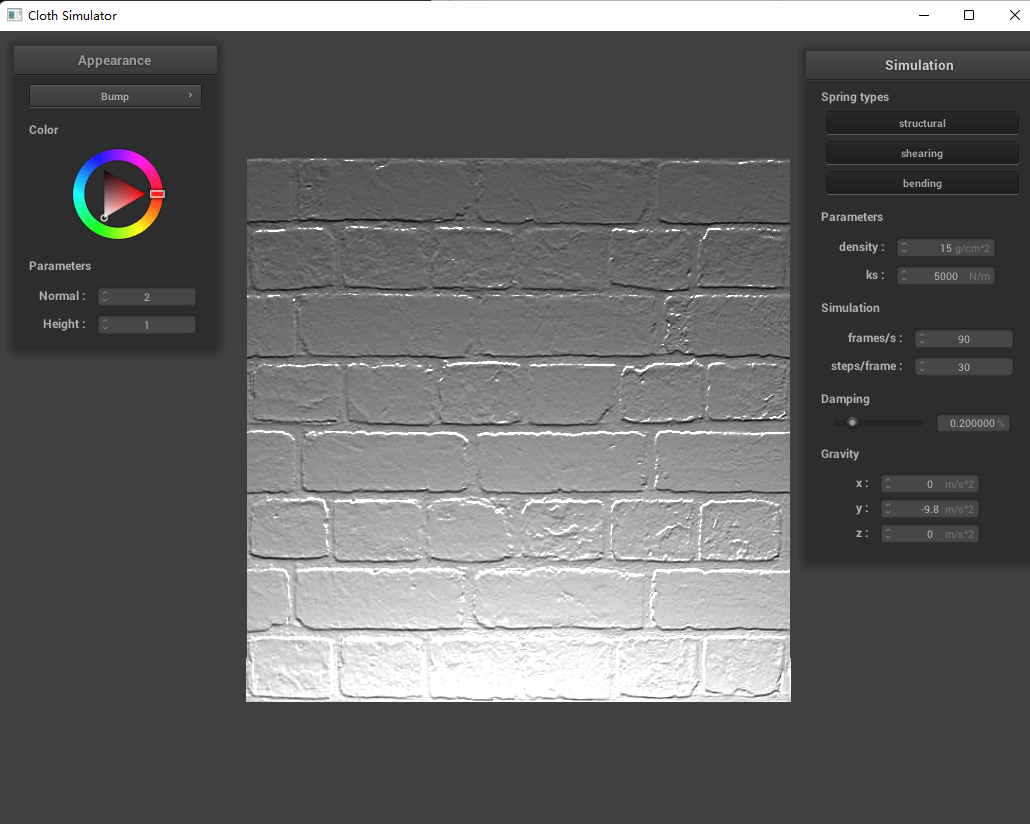 Cloth Simulator
Appearance
Bump
Color
Parameters
Normal : 2
Height : 1
Simulation
Spring types
structural
shearing
bending
Parameters
density : 15 g/cm^2
ks : 5000 N/m
Simulation
frames/s : 90
steps/frame : 30
Damping
0.200000 %
Gravity
x : 0 m/s^2
y : -9.8 m/s^2
z : 0 m/s^2